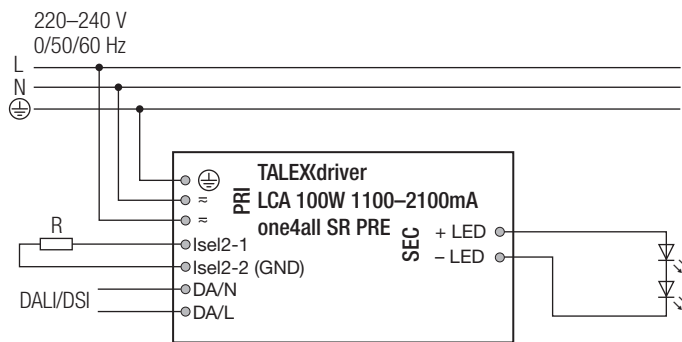 220–240 V
0/50/60 Hz
L
N
TALEXXdriver
LCA 100W 1100–2100mA
one4all SR PRE
PRI
≈
≈
SEC
+ LED
– LED
R
Isel2-1
Isel2-2 (GND)
DALI/DSI
DA/N
DA/L